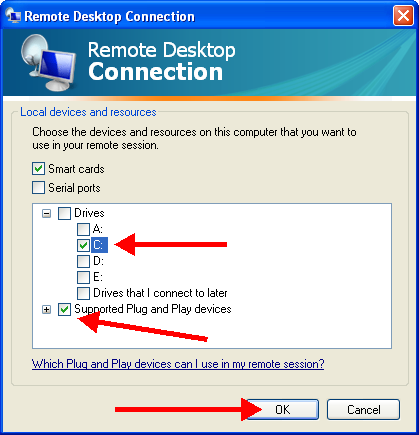 Remote Desktop Connection
Remote Desktop
Connection
Local devices and resources
Choose the devices and resources on this computer that you want to
use in your remote session.
Smart cards
Serial ports
Drives
A:
C:
D:
E:
Drives that I connect to later
Supported Plug and Play devices
Which Plug and Play devices can I use in my remote session?
OK
Cancel